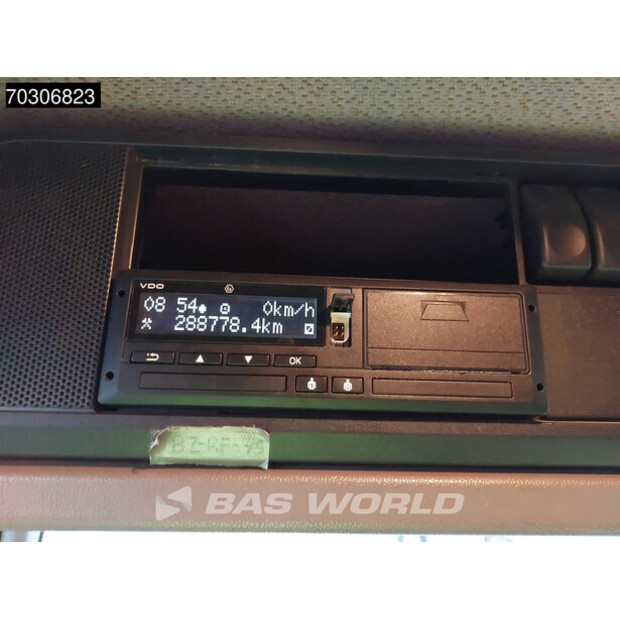 70306823
VDO
08 54 0km/h
288778.4km
OK
BZ-RF-45
BAS WORLD